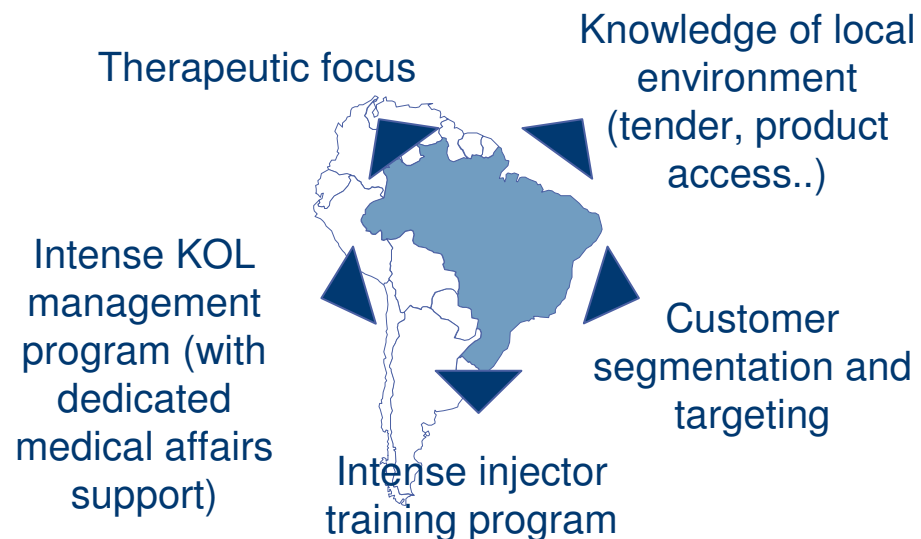 Therapeutic focus
Knowledge of local
environment
(tender, product
access..)
Intense KOL
management
program (with
dedicated
medical affairs
support)
Customer
segmentation and
targeting
Intense injector
training program